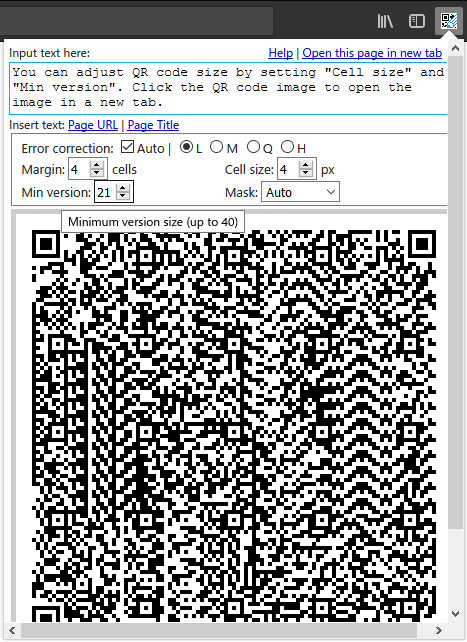 Input text here: Help | Open this page in new tab
You can adjust QR code size by setting "Cell size" and
"Min version". Click the QR code image to open the
image in a new tab.
Insert text: Page URL | Page Title
Error correction: Auto | L M Q H
Margin: 4 cells Cell size: 4 px
Min version: 21 Mask: Auto
Minimum version size (up to 40)